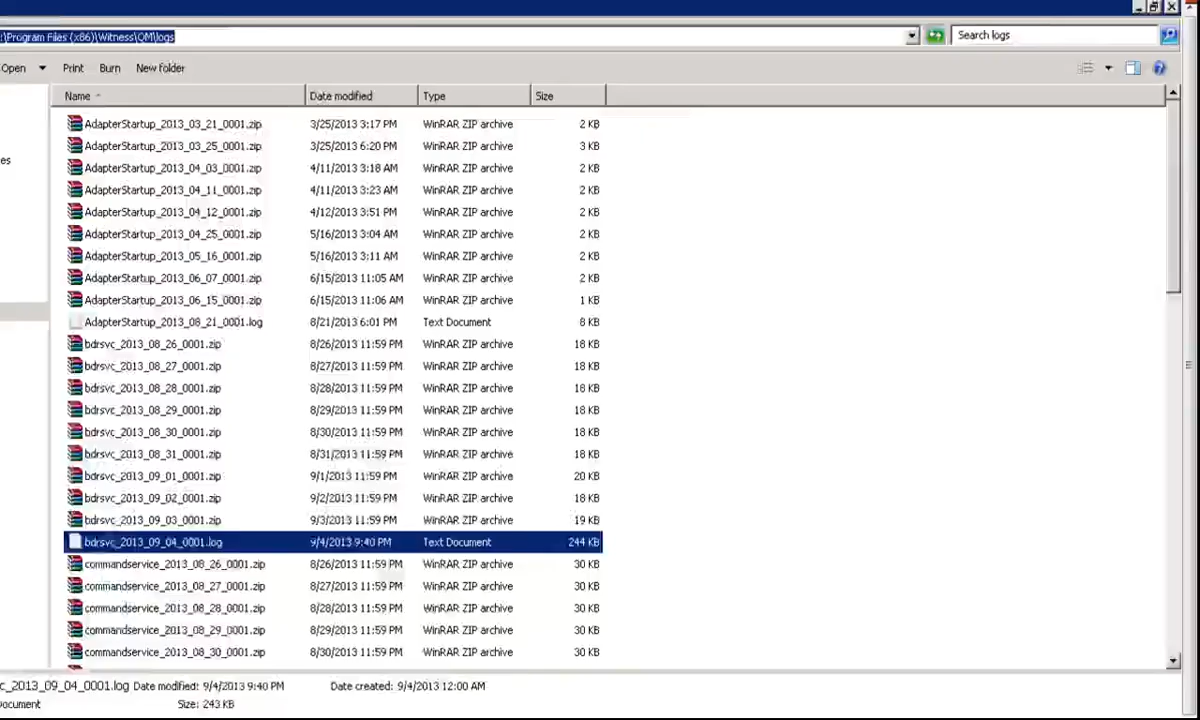 :\Program Files (x86)\Witness\QM\logs Search logs
Open Print Burn New folder
Name Date modified Type Size
AdapterStartup_2013_03_21_0001.zip 3/25/2013 3:17 PM WinRAR ZIP archive 2 KB
AdapterStartup_2013_03_25_0001.zip 3/25/2013 6:20 PM WinRAR ZIP archive 3 KB
es
AdapterStartup_2013_04_03_0001.zip 4/11/2013 3:18 AM WinRAR ZIP archive 2 KB
AdapterStartup_2013_04_11_0001.zip 4/11/2013 3:23 AM WinRAR ZIP archive 2 KB
AdapterStartup_2013_04_12_0001.zip 4/12/2013 3:51 PM WinRAR ZIP archive 2 KB
AdapterStartup_2013_04_25_0001.zip 5/16/2013 3:04 AM WinRAR ZIP archive 2 KB
AdapterStartup_2013_05_16_0001.zip 5/16/2013 3:11 AM WinRAR ZIP archive 2 KB
AdapterStartup_2013_06_07_0001.zip 6/15/2013 11:05 AM WinRAR ZIP archive 2 KB
AdapterStartup_2013_06_15_0001.zip 6/15/2013 11:06 AM WinRAR ZIP archive 1 KB
AdapterStartup_2013_08_21_0001.log 8/21/2013 6:01 PM Text Document 8 KB
bdrsvc_2013_08_26_0001.zip 8/26/2013 11:59 PM WinRAR ZIP archive 18 KB
bdrsvc_2013_08_27_0001.zip 8/27/2013 11:59 PM WinRAR ZIP archive 18 KB
bdrsvc_2013_08_28_0001.zip 8/28/2013 11:59 PM WinRAR ZIP archive 18 KB
bdrsvc_2013_08_29_0001.zip 8/29/2013 11:59 PM WinRAR ZIP archive 18 KB
bdrsvc_2013_08_30_0001.zip 8/30/2013 11:59 PM WinRAR ZIP archive 18 KB
bdrsvc_2013_08_31_0001.zip 8/31/2013 11:59 PM WinRAR ZIP archive 18 KB
bdrsvc_2013_09_01_0001.zip 9/1/2013 11:59 PM WinRAR ZIP archive 20 KB
bdrsvc_2013_09_02_0001.zip 9/2/2013 11:59 PM WinRAR ZIP archive 18 KB
bdrsvc_2013_09_03_0001.zip 9/3/2013 11:59 PM WinRAR ZIP archive 19 KB
bdrsvc_2013_09_04_0001.log 9/4/2013 9:40 PM Text Document 244 KB
commandservice_2013_08_26_0001.zip 8/26/2013 11:59 PM WinRAR ZIP archive 30 KB
commandservice_2013_08_27_0001.zip 8/27/2013 11:59 PM WinRAR ZIP archive 30 KB
commandservice_2013_08_28_0001.zip 8/28/2013 11:59 PM WinRAR ZIP archive 30 KB
commandservice_2013_08_29_0001.zip 8/29/2013 11:59 PM WinRAR ZIP archive 30 KB
commandservice_2013_08_30_0001.zip 8/30/2013 11:59 PM WinRAR ZIP archive 30 KB
c_2013_09_04_0001.log Date modified: 9/4/2013 9:40 PM Date created: 9/4/2013 12:00 AM
ocument Size: 243 KB